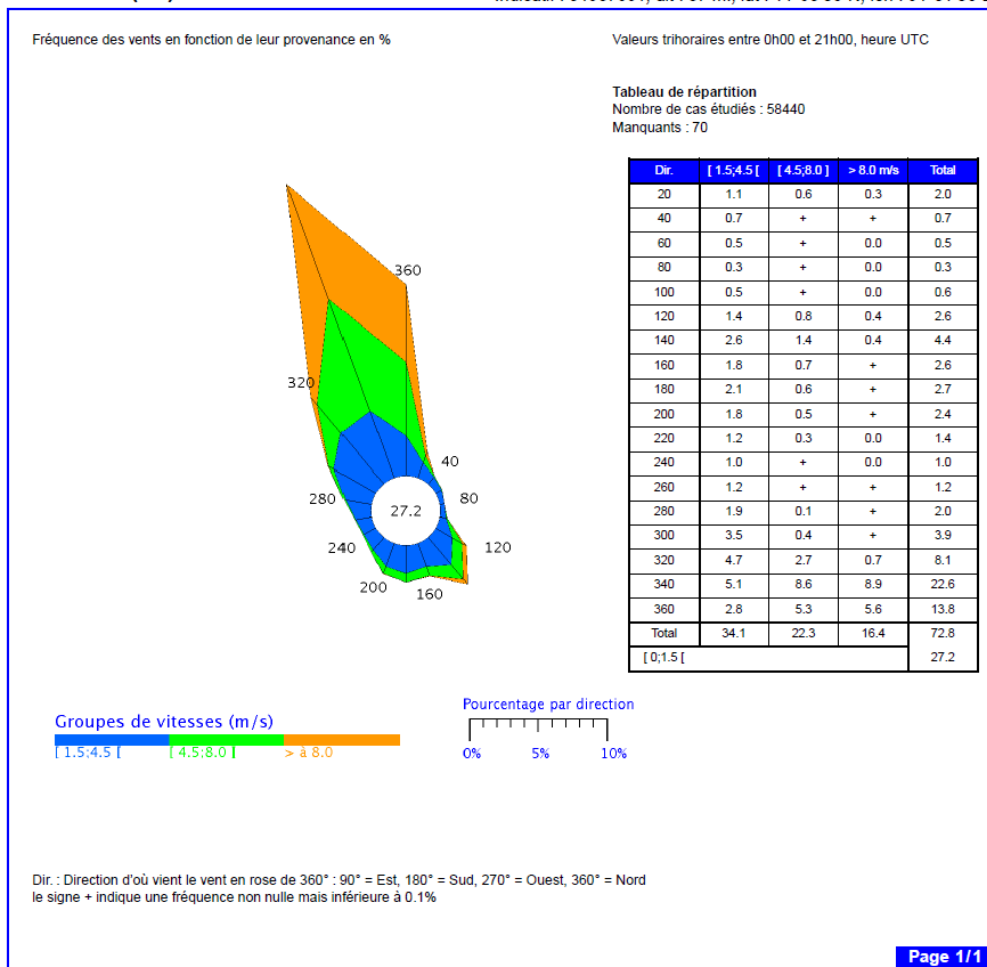 Fréquence des vents en fonction de leur provenance en %
Valeurs trihoraires entre 0h00 et 21h00, heure UTC
Tableau de répartition
Nombre de cas étudiés : 58440
Manquants : 70
Dir. [ 1.5;4.5 [ [ 4.5;8.0 ] > 8.0 m/s Total
20 1.1 0.6 0.3 2.0
40 0.7 + + 0.7
60 0.5 + 0.0 0.5
80 0.3 + 0.0 0.3
100 0.5 + 0.0 0.6
120 1.4 0.8 0.4 2.6
140 2.6 1.4 0.4 4.4
160 1.8 0.7 + 2.6
180 2.1 0.6 + 2.7
200 1.8 0.5 + 2.4
220 1.2 0.3 0.0 1.4
240 1.0 + 0.0 1.0
260 1.2 + + 1.2
280 1.9 0.1 + 2.0
300 3.5 0.4 + 3.9
320 4.7 2.7 0.7 8.1
340 5.1 8.6 8.9 22.6
360 2.8 5.3 5.6 13.8
Total 34.1 22.3 16.4 72.8
[ 0;1.5 [ 27.2
360
320
40
280
80
27.2
240
120
200
160
Groupes de vitesses (m/s)
[ 1.5;4.5 [ [ 4.5;8.0 ] > à 8.0
Pourcentage par direction
0% 5% 10%
Dir. : Direction d'où vient le vent en rose de 360° : 90° = Est, 180° = Sud, 270° = Ouest, 360° = Nord
le signe + indique une fréquence non nulle mais inférieure à 0.1%
Page 1/1